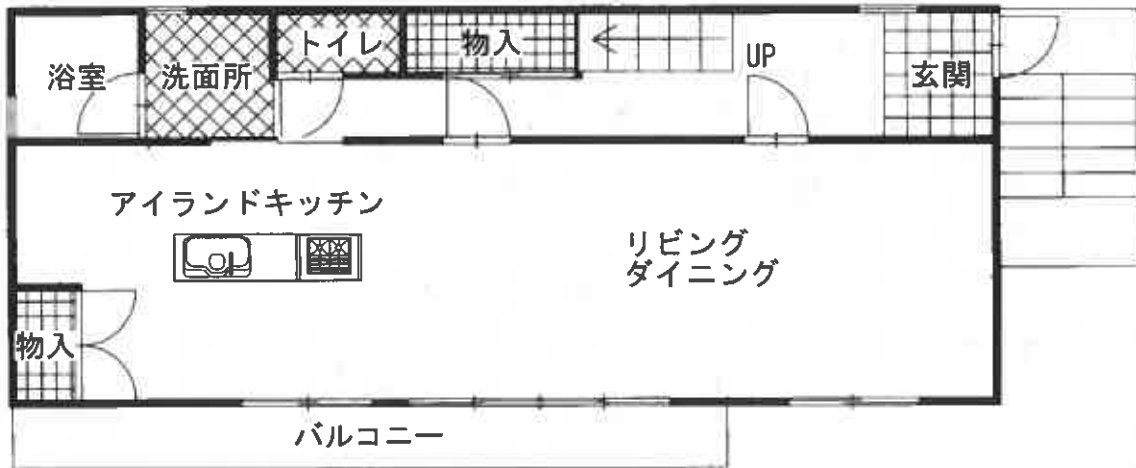 浴室
洗面所
トイレ
物入
UP
玄関
アイランドキッチン
リビング
ダイニング
物入
バルコニー